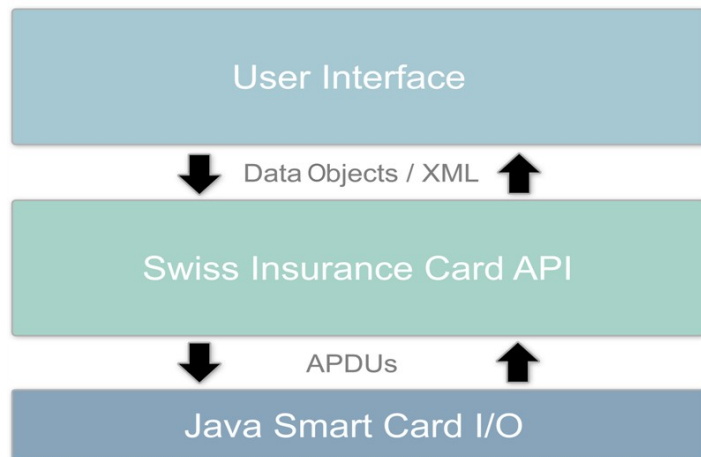 User Interface
Data Objects / XML
Swiss Insurance Card API
APDUs
Java Smart Card I/O